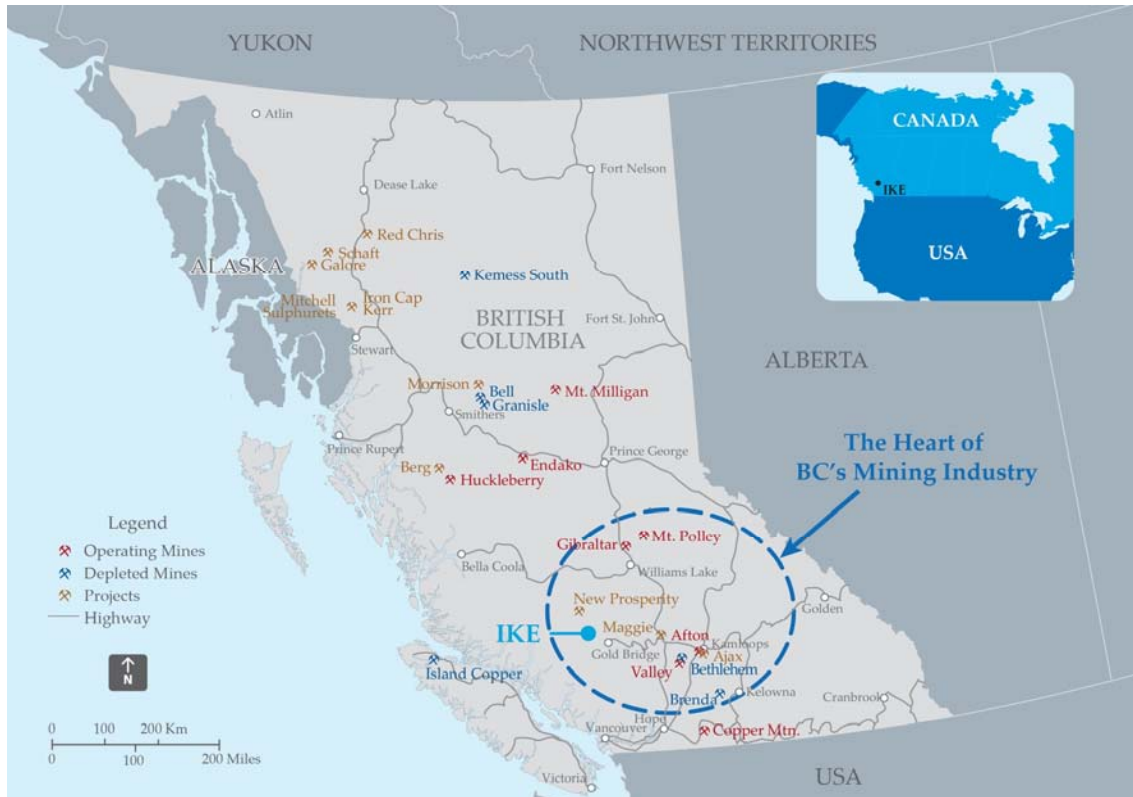 YUKON
NORTHWEST TERRITORIES
CANADA
IKE
USA
Atlin
Fort Nelson
Dease Lake
Red Chris
Schaft
Galore
ALASKA
Kemess South
Mitchell
Sulphurets
Iron Cap
Kerr
BRITISH
COLUMBIA
Fort St. John
Stewart
ALBERTA
Morrison
Bell
Granisle
Mt. Milligan
Smithers
Prince Rupert
Prince George
Endako
Berg
Huckleberry
The Heart of
BC's Mining Industry
Legend
Operating Mines
Depleted Mines
Projects
Highway
N
0 100 200 Km
0 100 200 Miles
Mt. Polley
Gibraltar
Bella Coola
Williams Lake
New Prosperity
Golden
IKE
Maggie
Afton
Kamloops
Gold Bridge
Ajax
Valley
Bethlehem
Island Copper
Brenda
Kelowna
Cranbrook
Hope
Vancouver
Copper Mtn.
Victoria
USA